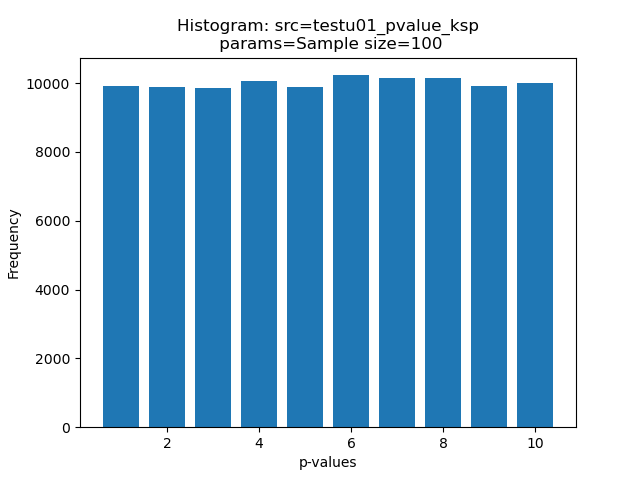 Histogram: src=testu01_pvalue_ksp
params=Sample size=100
10000
8000
6000
4000
2000
0
Frequency
2 4 6 8 10
p-values